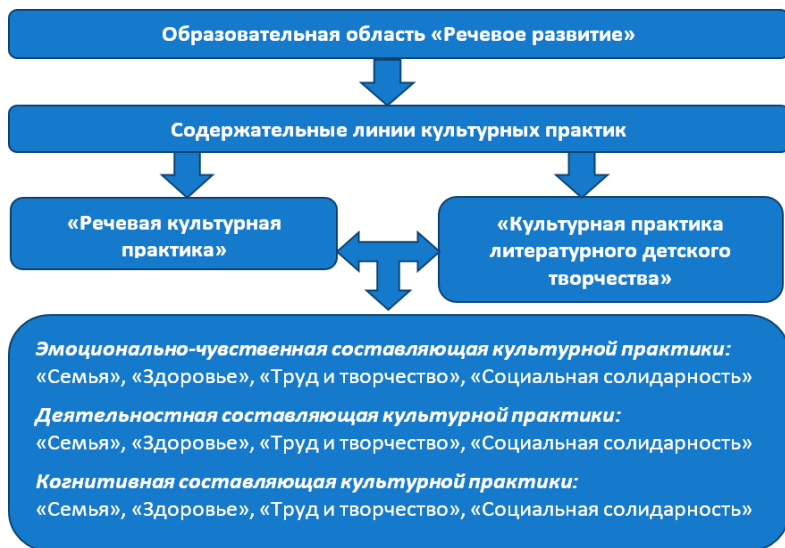 Образовательная область «Речевое развитие»
Содержательные линии культурных практик
«Речевая культурная
практика»
«Культурная практика
литературного детского
творчества»
Эмоционально-чувственная составляющая культурной практики:
«Семья», «Здоровье», «Труд и творчество», «Социальная солидарность»
Деятельностная составляющая культурной практики:
«Семья», «Здоровье», «Труд и творчество», «Социальная солидарность»
Когнитивная составляющая культурной практики:
«Семья», «Здоровье», «Труд и творчество», «Социальная солидарность»